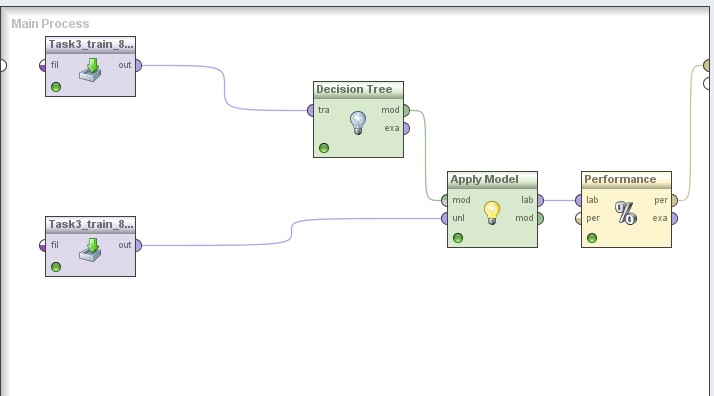 Main Process
Task3_train_8...
fil out
Decision Tree
tra mod
exa
Apply Model
mod lab
unl mod
Performance
lab per
per exa
%
Task3_train_8...
fil out